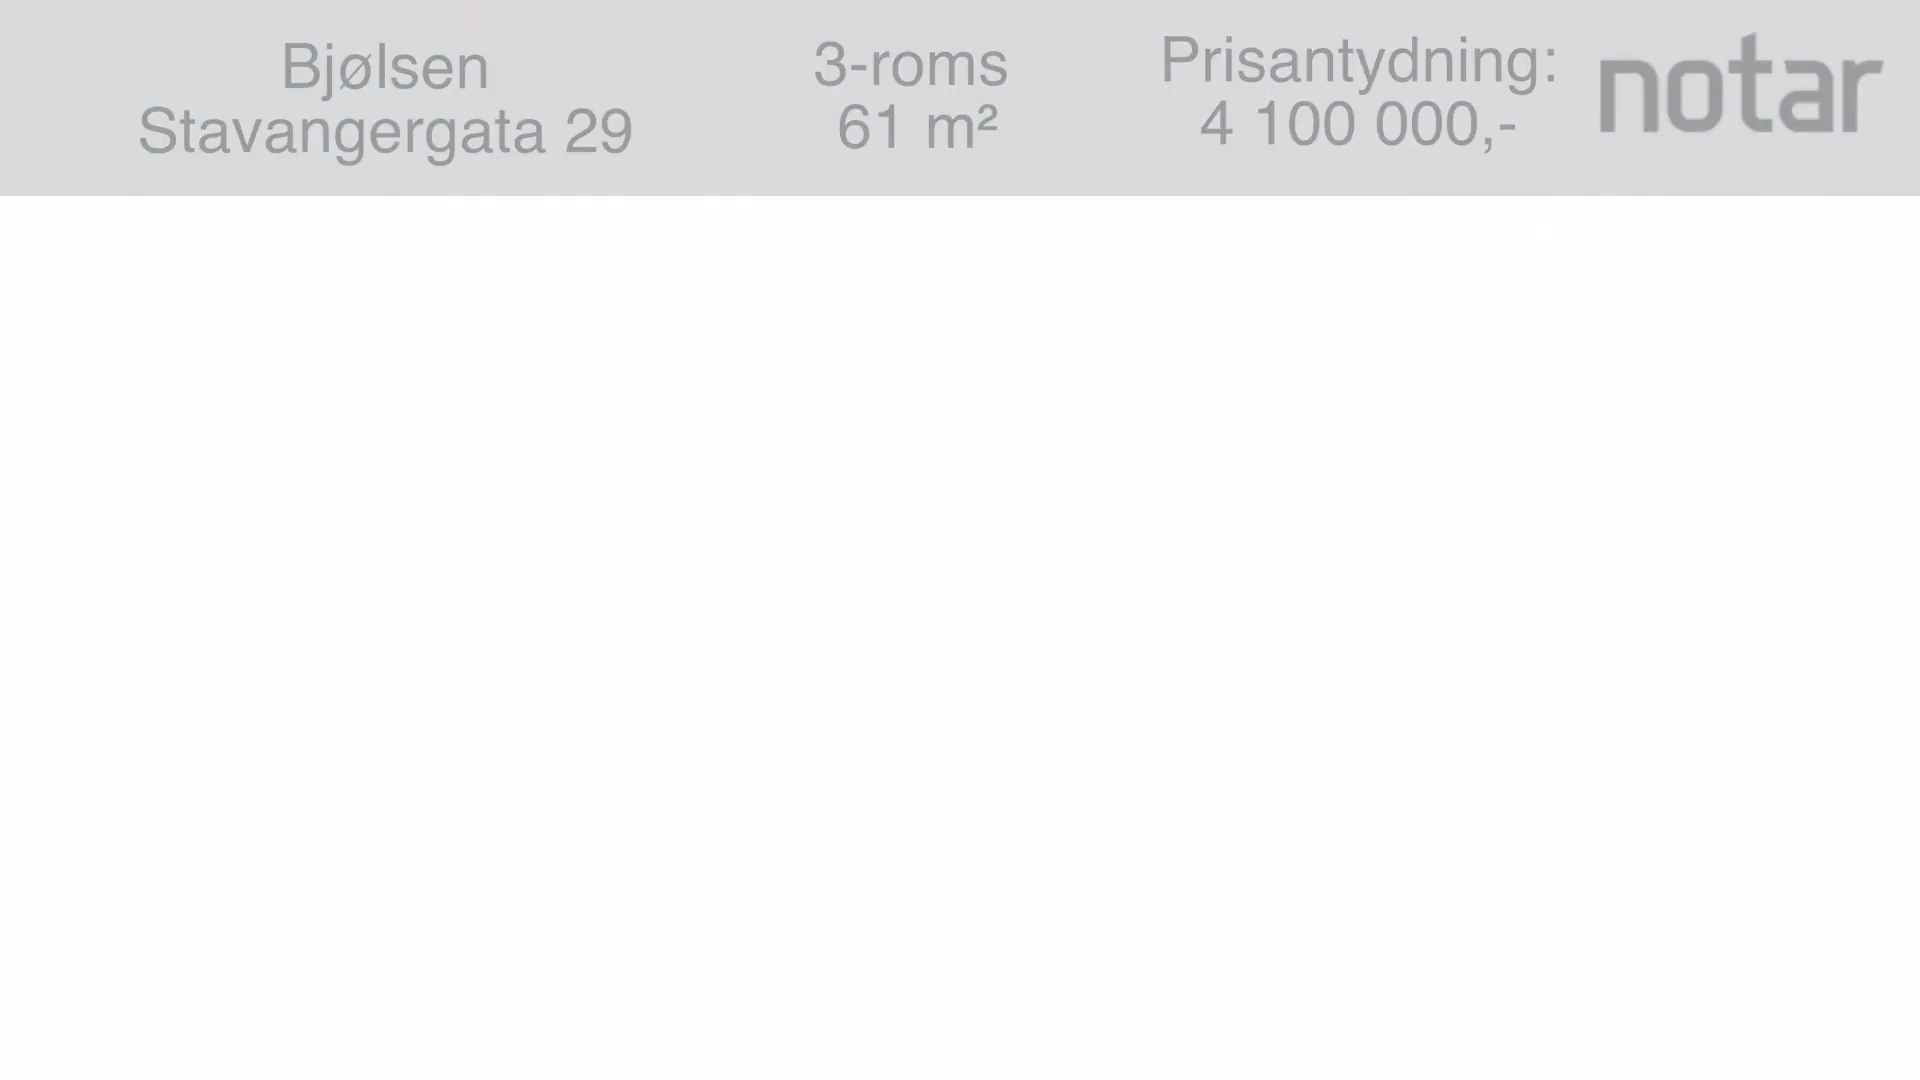 Bjølsen
Stavangergata 29
3-roms
61 m²
Prisantydning:
4 100 000,-
notar